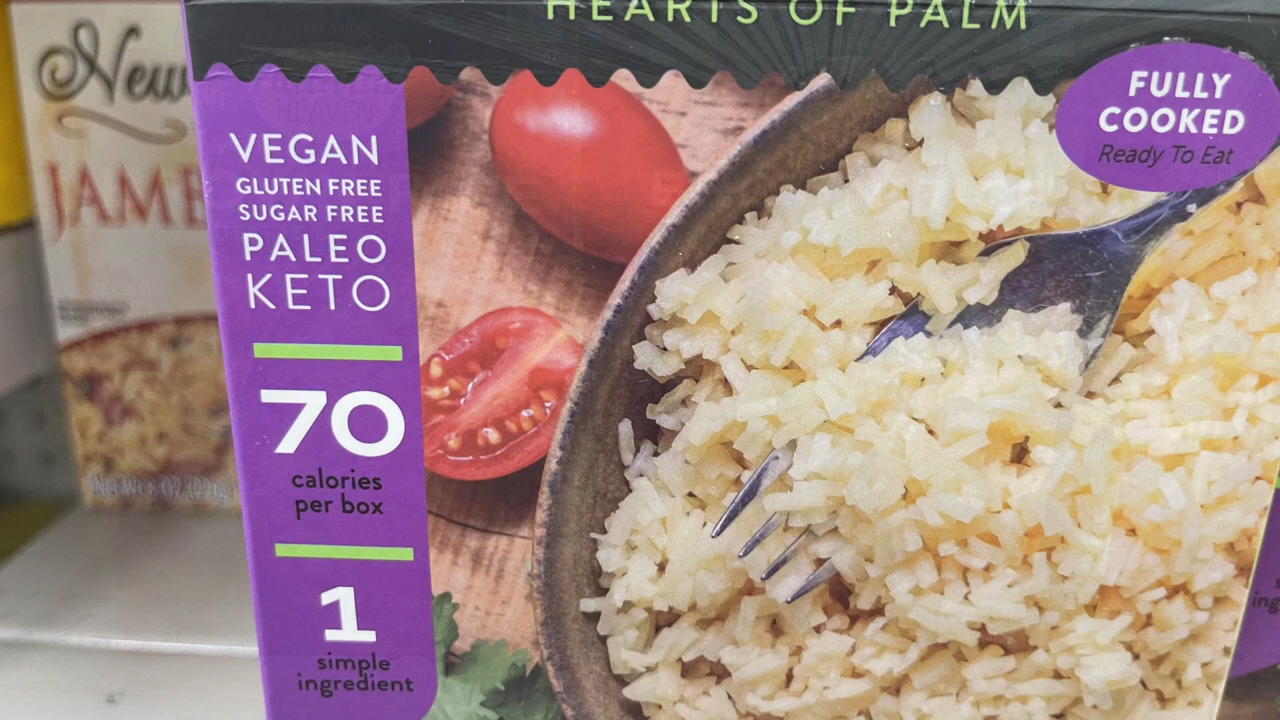 HEARTS OF PALM
FULLY
COOKED
Ready To Eat
VEGAN
GLUTEN FREE
SUGAR FREE
PALEO
KETO
70
calories
per box
1
simple
ingredient
New